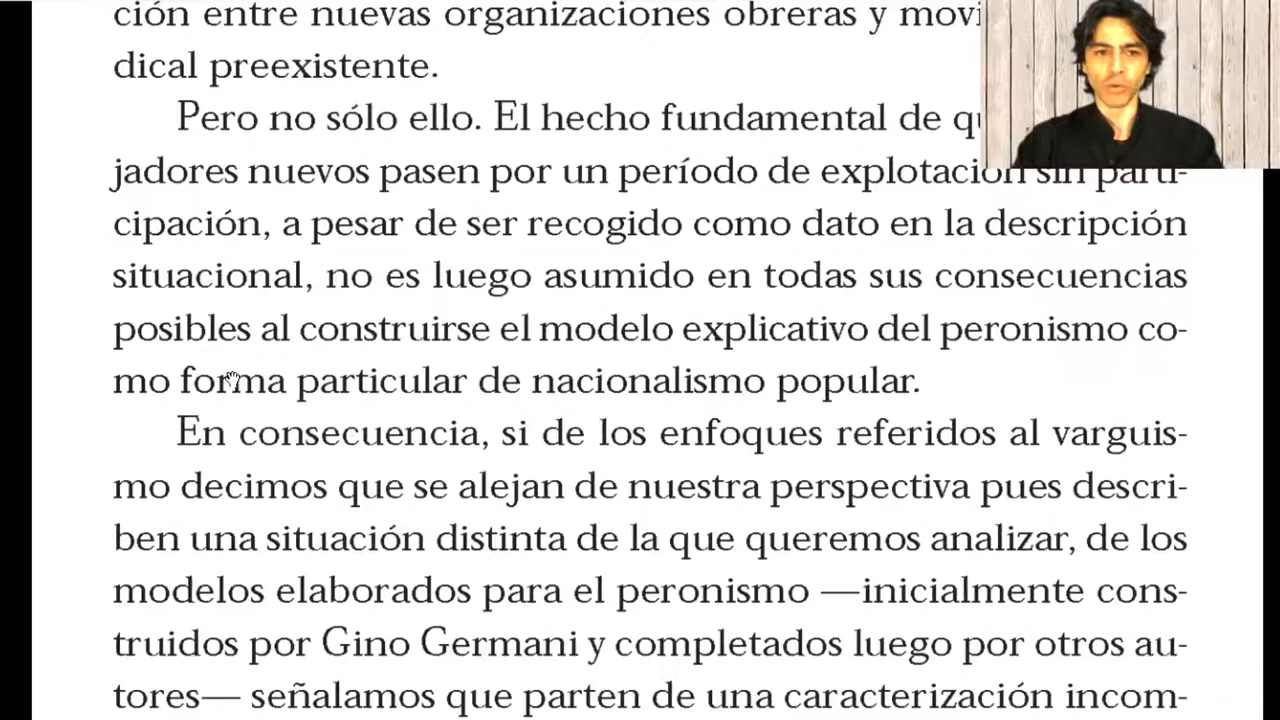 ción entre nuevas organizaciones obreras y movi
dical preexistente.
Pero no sólo ello. El hecho fundamental de
jadores nuevos pasen por un período de explotación sin parti-
cipación, a pesar de ser recogido como dato en la descripción
situacional, no es luego asumido en todas sus consecuencias
posibles al construirse el modelo explicativo del peronismo co-
mo forma particular de nacionalismo popular.
En consecuencia, si de los enfoques referidos al varguis-
mo decimos que se alejan de nuestra perspectiva pues descri-
ben una situación distinta de la que queremos analizar, de los
modelos elaborados para el peronismo —inicialmente cons-
truidos por Gino Germani y completados luego por otros au-
tores— señalamos que parten de una caracterización incom-